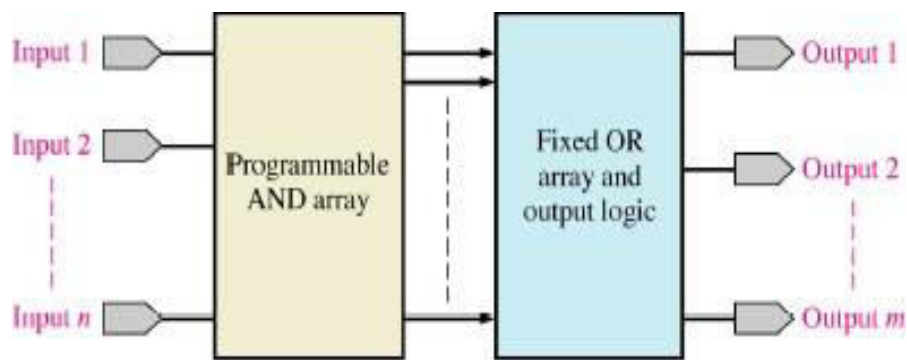 Input 1
Input 2
Input n
Programmable
AND array
Fixed OR
array and
output logic
Output 1
Output 2
Output m